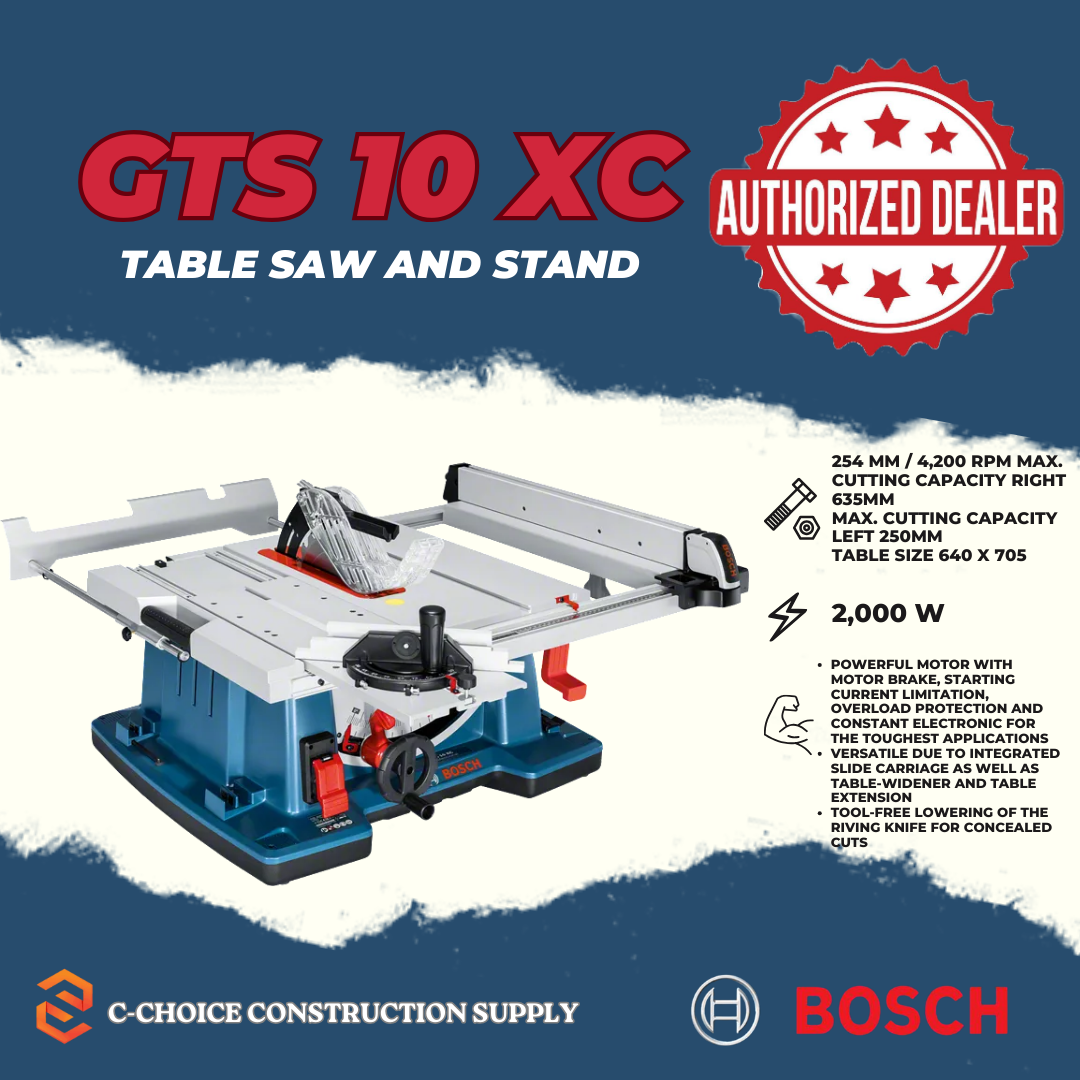 GTS 10 XC
TABLE SAW AND STAND
AUTHORIZED DEALER
254 MM / 4,200 RPM MAX.
CUTTING CAPACITY RIGHT
635MM
MAX. CUTTING CAPACITY
LEFT 250MM
TABLE SIZE 640 X 705
2,000 W
• POWERFUL MOTOR WITH
MOTOR BRAKE, STARTING
CURRENT LIMITATION,
OVERLOAD PROTECTION AND
CONSTANT ELECTRONIC FOR
THE TOUGHEST APPLICATIONS
• VERSATILE DUE TO INTEGRATED
SLIDE CARRIAGE AS WELL AS
TABLE-WIDENER AND TABLE
EXTENSION
• TOOL-FREE LOWERING OF THE
RIVING KNIFE FOR CONCEALED
CUTS
BOSCH
BOSCH
C-CHOICE CONSTRUCTION SUPPLY
BOSCH